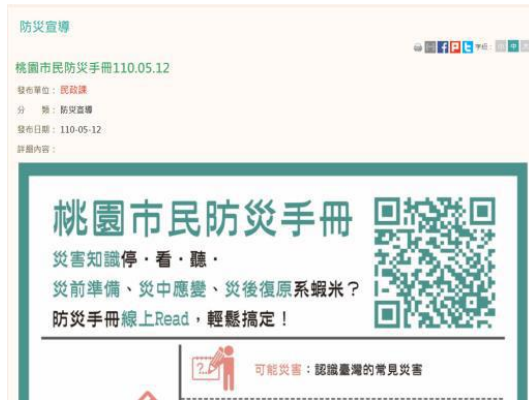 防災宣導
字級：
桃園市民防災手冊110.05.12
發布單位：民政課
分　類：防災宣導
發布日期：110-05-12
詳細內容：
桃園市民防災手冊
災害知識停・看・聽・
災前準備、災中應變、災後復原系蝦米？
防災手冊線上Read，輕鬆搞定！
可能災害：認識臺灣的常見災害